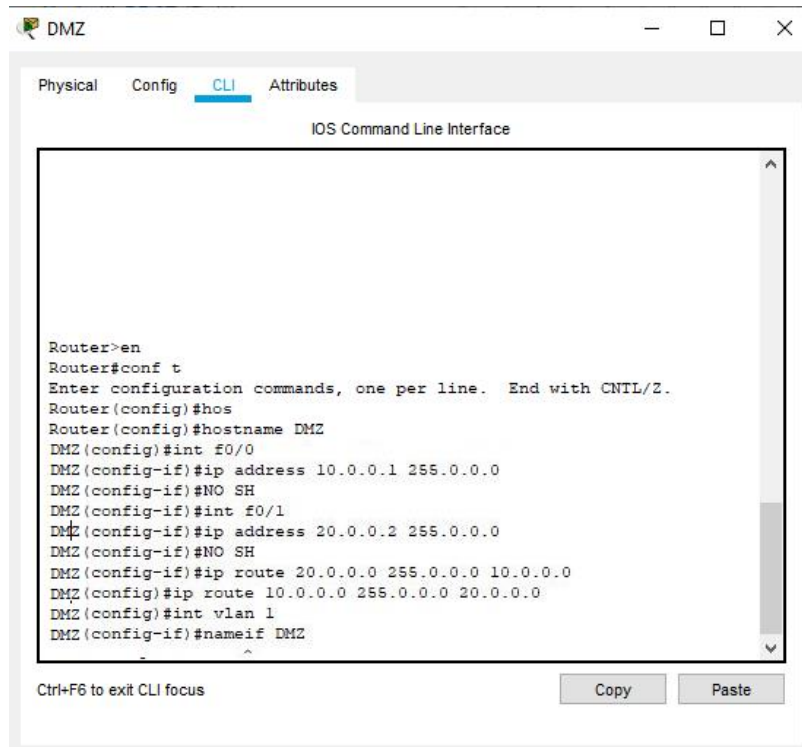 DMZ
Physical Config CLI Attributes
IOS Command Line Interface
Router>en
Router#conf t
Enter configuration commands, one per line. End with CNTL/Z.
Router(config)#hos
Router(config)#hostname DMZ
DMZ(config)#int f0/0
DMZ(config-if)#ip address 10.0.0.1 255.0.0.0
DMZ(config-if)#NO SH
DMZ(config-if)#int f0/1
DMZ(config-if)#ip address 20.0.0.2 255.0.0.0
DMZ(config-if)#NO SH
DMZ(config-if)#ip route 20.0.0.0 255.0.0.0 10.0.0.0
DMZ(config)#ip route 10.0.0.0 255.0.0.0 20.0.0.0
DMZ(config)#int vlan 1
DMZ(config-if)#nameif DMZ
^
Ctrl+F6 to exit CLI focus
Copy Paste